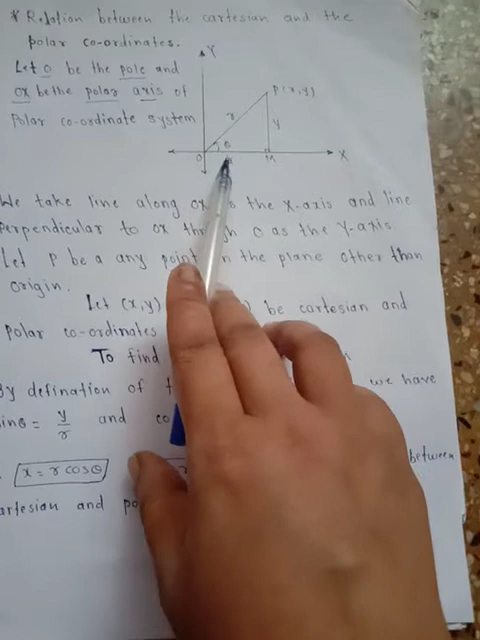 * Relation between the cartesian and the
polar co-ordinates.
Let O be the pole and
OX be the polar axis of
Polar co-ordinate system
Y
P(x,y)
r
y
θ
O
x
M
X
We take line along OX the X-axis and line
Perpendicular to OX through O as the Y-axis.
Let P be a any point in the plane other than
origin.
Let (x,y) be cartesian and
Polar co-ordinates
To find
By defination of we have
sinθ = y/r and co
x = r cosθ
between
cartesian and po